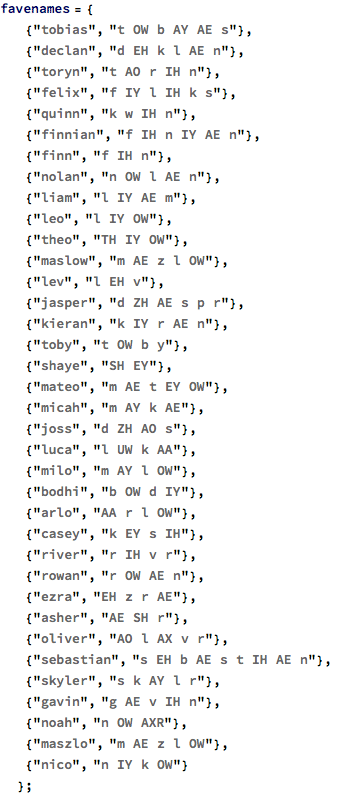 favenames = {
{"tobias", "t OW b AY AE s"},
{"declan", "d EH k l AE n"},
{"toryn", "t AO r IH n"},
{"felix", "f IY l IH k s"},
{"quinn", "k w IH n"},
{"finnian", "f IH n IY AE n"},
{"finn", "f IH n"},
{"nolan", "n OW l AE n"},
{"liam", "l IY AE m"},
{"leo", "l IY OW"},
{"theo", "TH IY OW"},
{"maslow", "m AE z l OW"},
{"lev", "l EH v"},
{"jasper", "d ZH AE s p r"},
{"kieran", "k IY r AE n"},
{"toby", "t OW b y"},
{"shaye", "SH EY"},
{"mateo", "m AE t EY OW"},
{"micah", "m AY k AE"},
{"joss", "d ZH AO s"},
{"luca", "l UW k AA"},
{"milo", "m AY l OW"},
{"bodhi", "b OW d IY"},
{"arlo", "AA r l OW"},
{"casey", "k EY s IH"},
{"river", "r IH v r"},
{"rowan", "r OW AE n"},
{"ezra", "EH z r AE"},
{"asher", "AE SH r"},
{"oliver", "AO l AX v r"},
{"sebastian", "s EH b AE s t IH AE n"},
{"skyler", "s k AY l r"},
{"gavin", "g AE v IH n"},
{"noah", "n OW AXR"},
{"maszlo", "m AE z l OW"},
{"nico", "n IY k OW"}
};